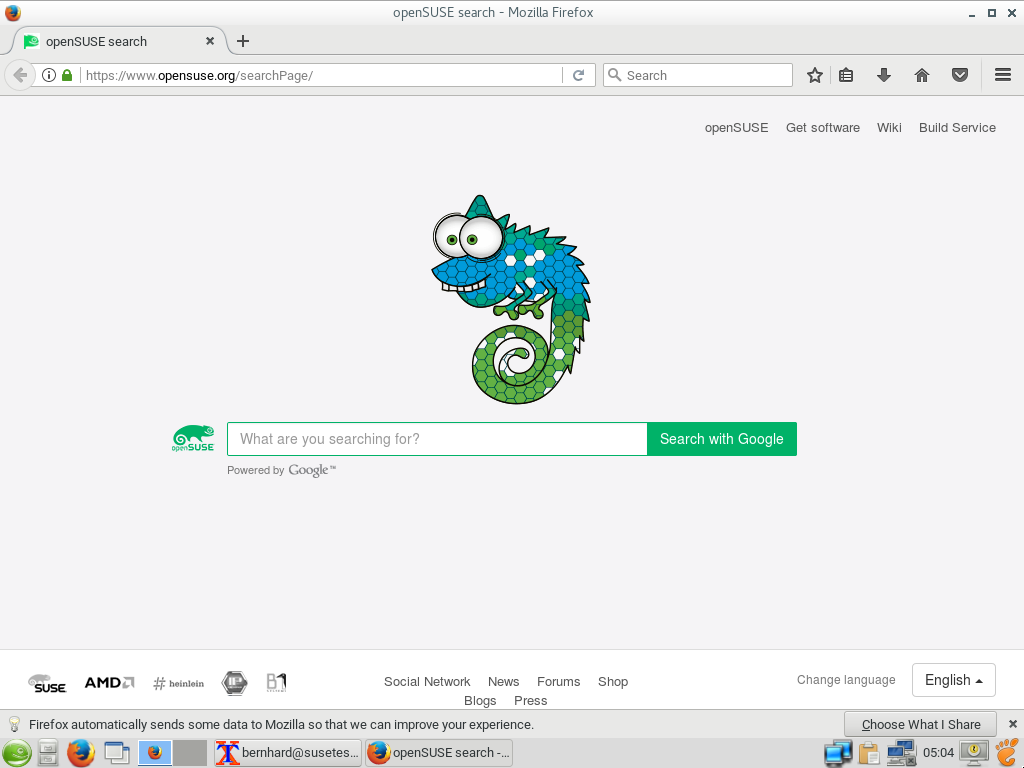 openSUSE search - Mozilla Firefox
openSUSE search
https://www.opensuse.org/searchPage/
Search
openSUSE Get software Wiki Build Service
openSUSE
What are you searching for?
Search with Google
Powered by Google™
SUSE AMD # heinlein B1
Social Network News Forums Shop
Blogs Press
Change language
English
Firefox automatically sends some data to Mozilla so that we can improve your experience.
Choose What I Share
bernhard@susetes...
openSUSE search -...
05:04